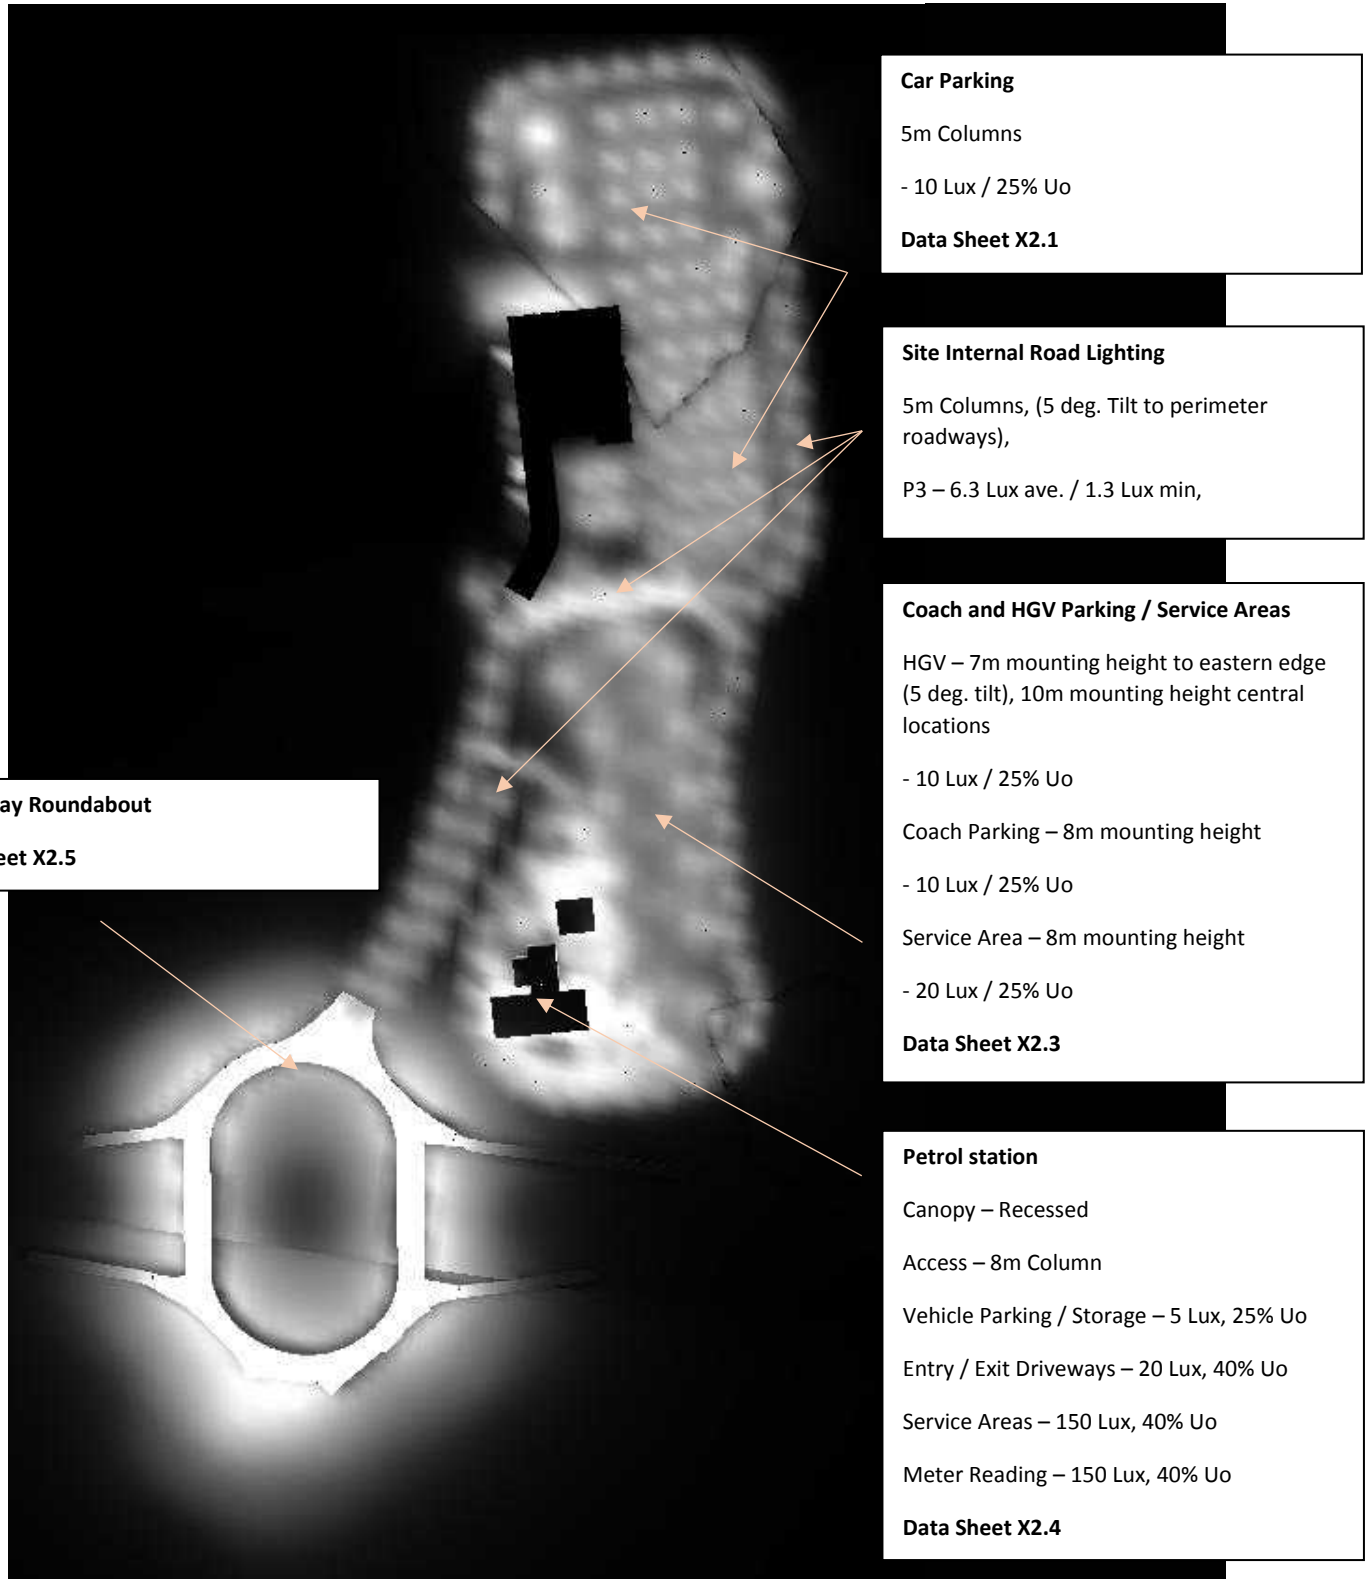 Car Parking
5m Columns
- 10 Lux / 25% Uo
Data Sheet X2.1
Site Internal Road Lighting
5m Columns, (5 deg. Tilt to perimeter
roadways),
P3 – 6.3 Lux ave. / 1.3 Lux min,
Coach and HGV Parking / Service Areas
HGV – 7m mounting height to eastern edge
(5 deg. tilt), 10m mounting height central
locations
- 10 Lux / 25% Uo
Coach Parking – 8m mounting height
- 10 Lux / 25% Uo
Service Area – 8m mounting height
- 20 Lux / 25% Uo
Data Sheet X2.3
ay Roundabout
eet X2.5
Petrol station
Canopy – Recessed
Access – 8m Column
Vehicle Parking / Storage – 5 Lux, 25% Uo
Entry / Exit Driveways – 20 Lux, 40% Uo
Service Areas – 150 Lux, 40% Uo
Meter Reading – 150 Lux, 40% Uo
Data Sheet X2.4